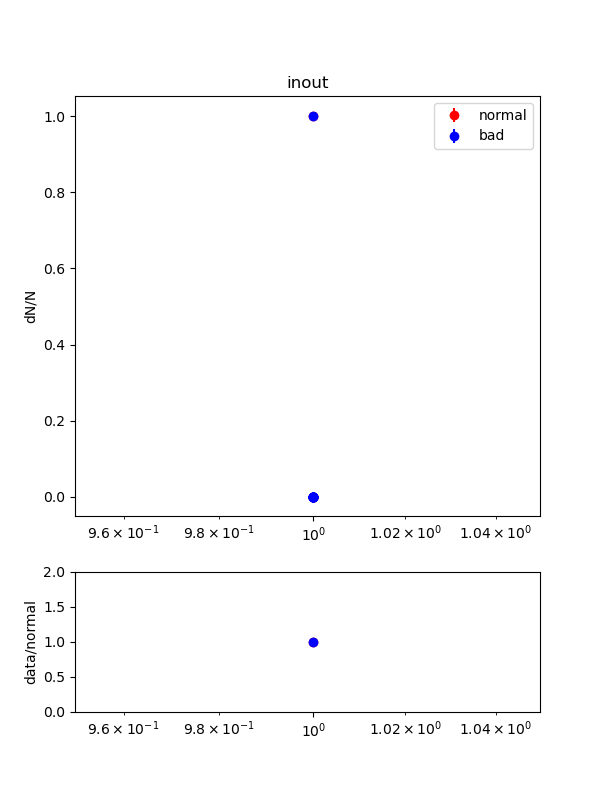 inout
normal
bad
dN/N
1.0
0.8
0.6
0.4
0.2
0.0
9.6 × 10⁻¹
9.8 × 10⁻¹
10⁰
1.02 × 10⁰
1.04 × 10⁰
data/normal
2.0
1.5
1.0
0.5
0.0
9.6 × 10⁻¹
9.8 × 10⁻¹
10⁰
1.02 × 10⁰
1.04 × 10⁰